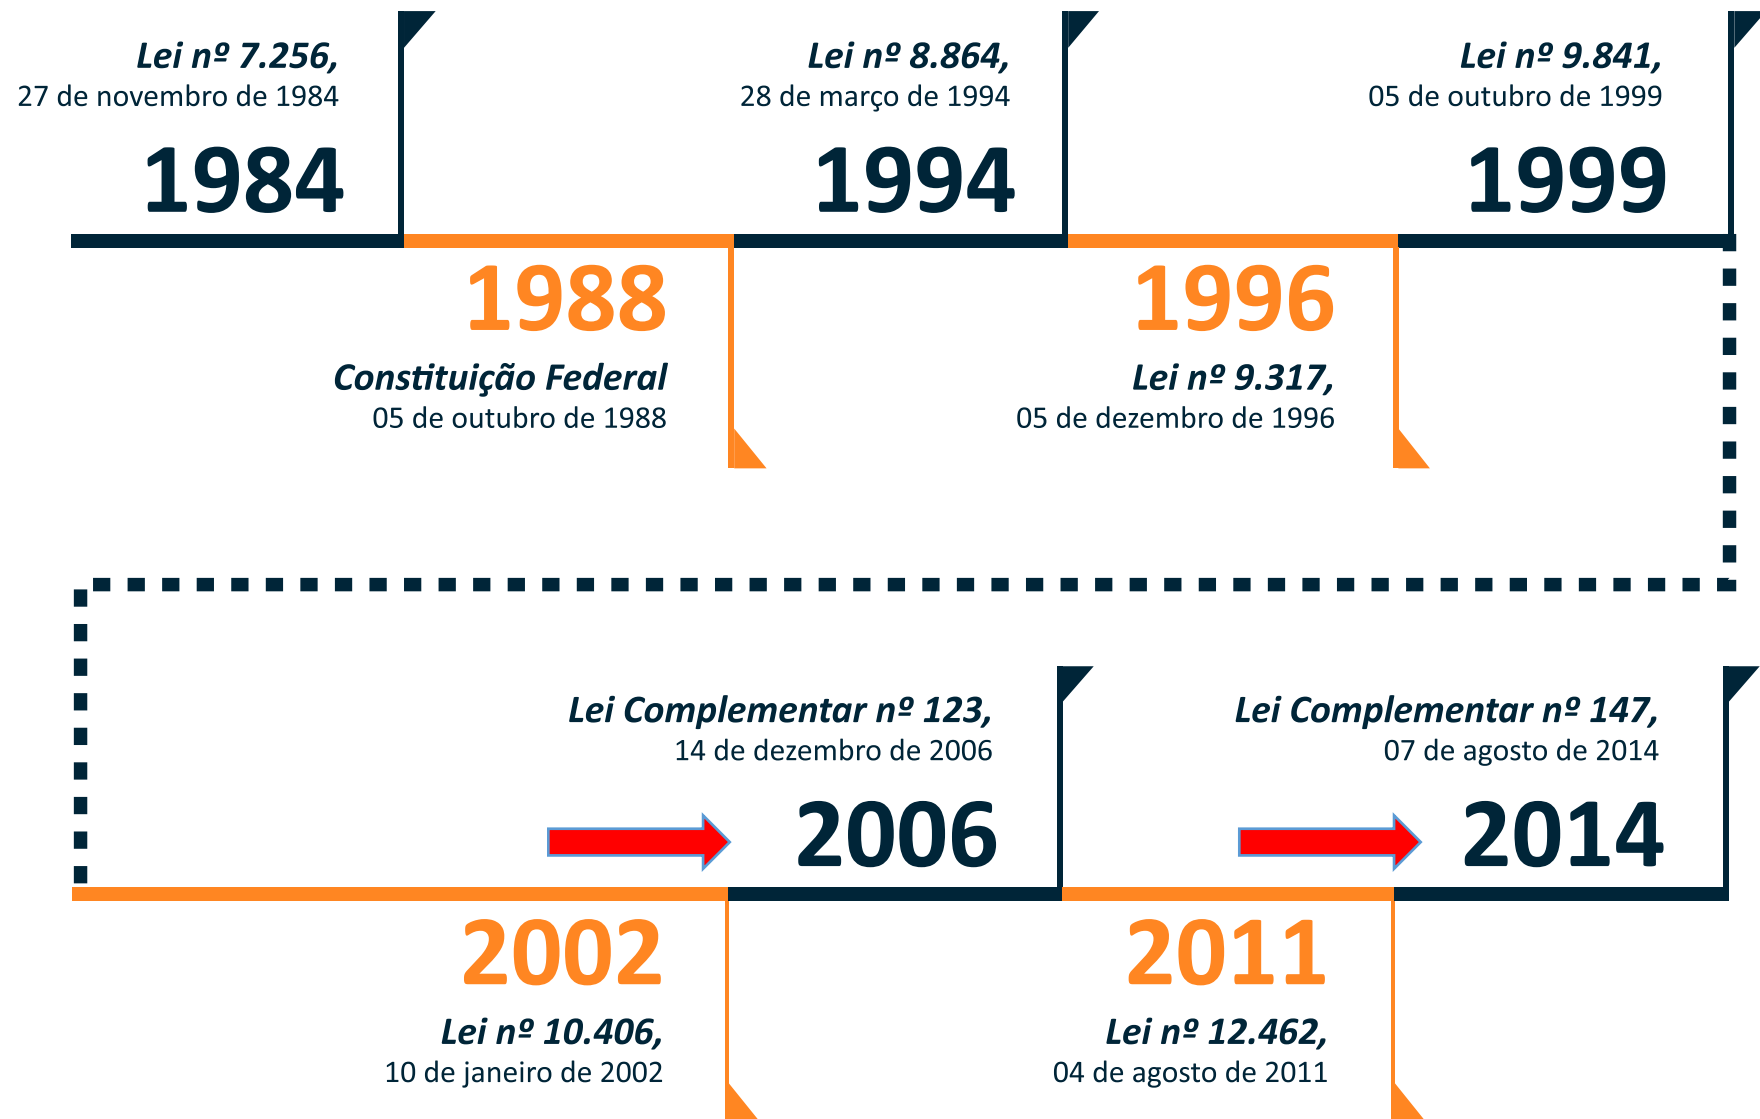 Lei nº 7.256,
27 de novembro de 1984
1984
1988
Constituição Federal
05 de outubro de 1988
Lei nº 8.864,
28 de março de 1994
1994
1996
Lei nº 9.317,
05 de dezembro de 1996
Lei nº 9.841,
05 de outubro de 1999
1999
2002
Lei nº 10.406,
10 de janeiro de 2002
Lei Complementar nº 123,
14 de dezembro de 2006
2006
2011
Lei nº 12.462,
04 de agosto de 2011
Lei Complementar nº 147,
07 de agosto de 2014
2014